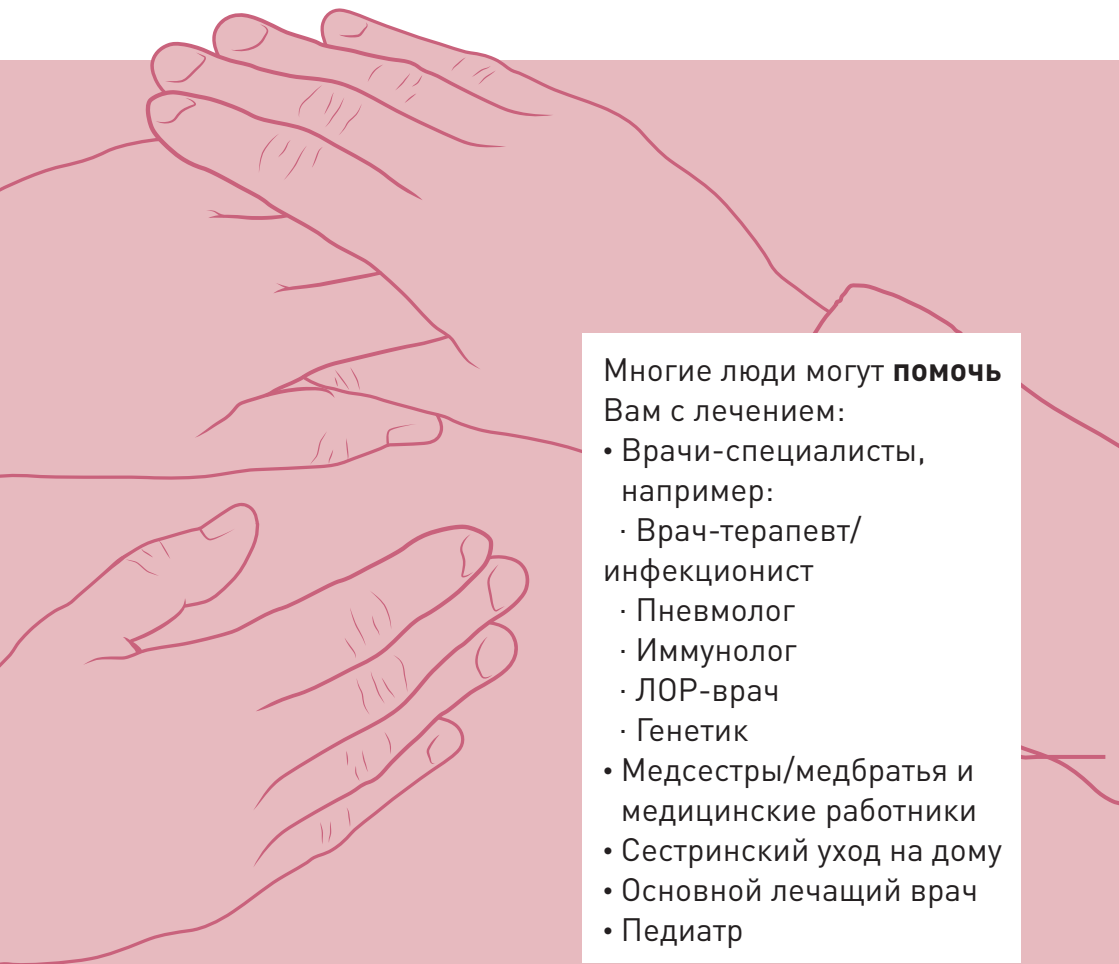 Многие люди могут помочь
Вам с лечением:
• Врачи-специалисты,
например:
· Врач-терапевт/
инфекционист
· Пневмолог
· Иммунолог
· ЛОР-врач
· Генетик
• Медсестры/медбратья и
медицинские работники
• Сестринский уход на дому
• Основной лечащий врач
• Педиатр